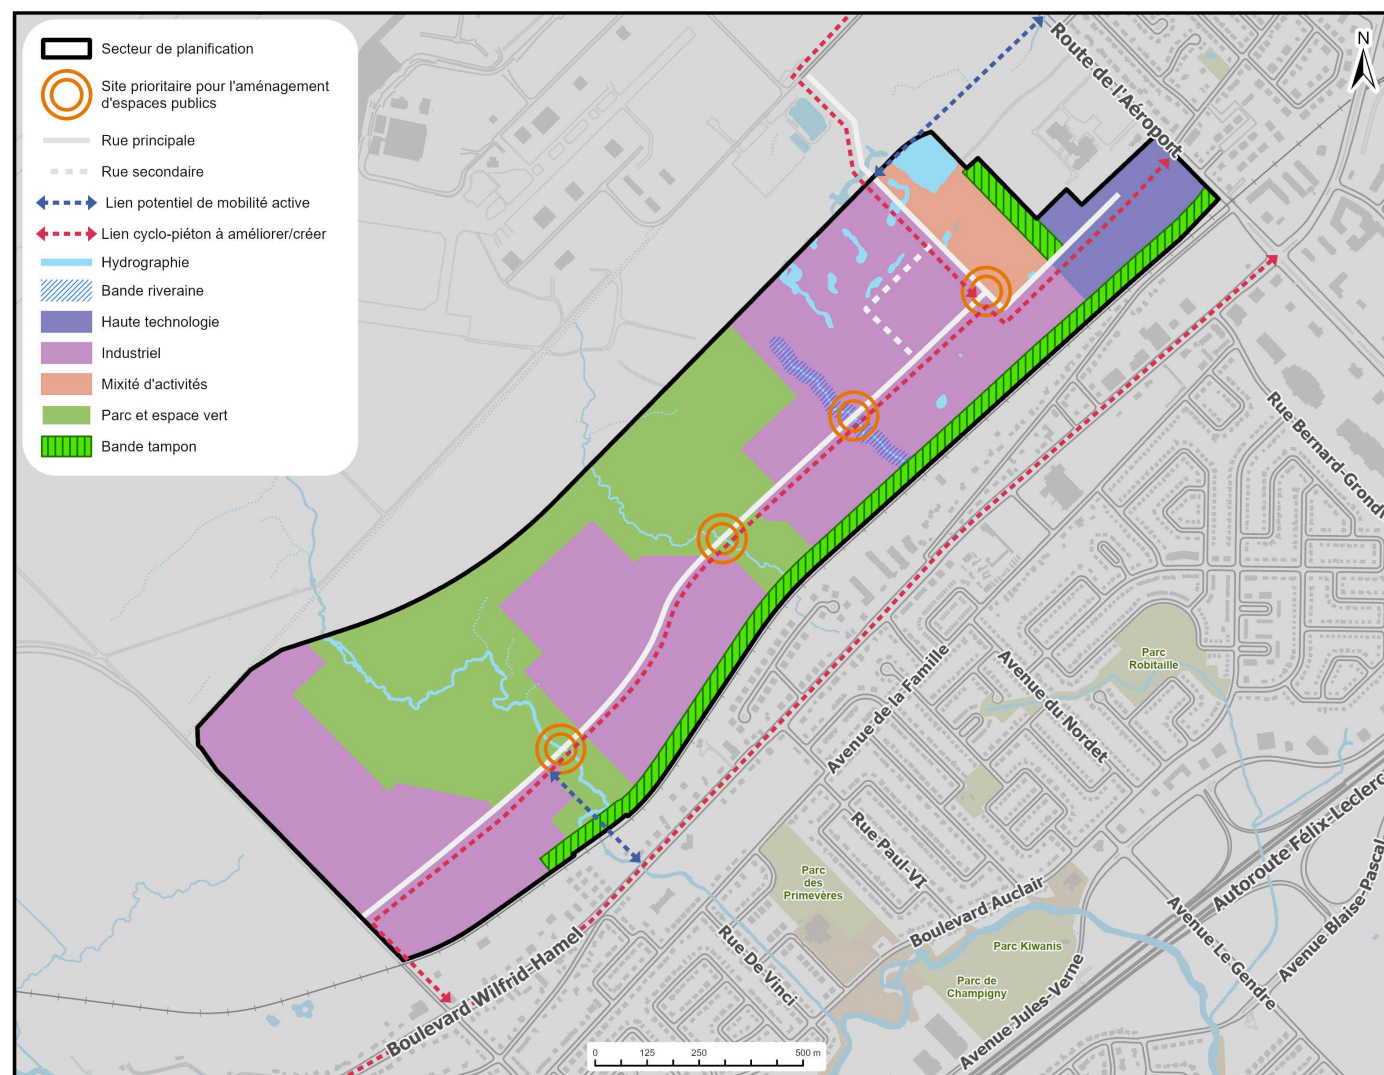 Secteur de planification
Site prioritaire pour l'aménagement
d'espaces publics
Rue principale
Rue secondaire
Lien potentiel de mobilité active
Lien cyclo-piéton à améliorer/créer
Hydrographie
Bande riveraine
Haute technologie
Industriel
Mixité d'activités
Parc et espace vert
Bande tampon
N
Route de l'Aéroport
Avenue de la Famille
Avenue du Nordet
Parc
Robitaille
Rue Paul-VI
Parc
des
Primevères
Boulevard Auclair
Autoroute Félix-Leclerc
Avenue Blaise-Pascal
Avenue Le Gendre
Parc Kiwanis
Parc de
Champigny
Rue De Vinci
Boulevard Wilfrid-Hamel
Avenue Jules-Verne
0 125 250 500 m